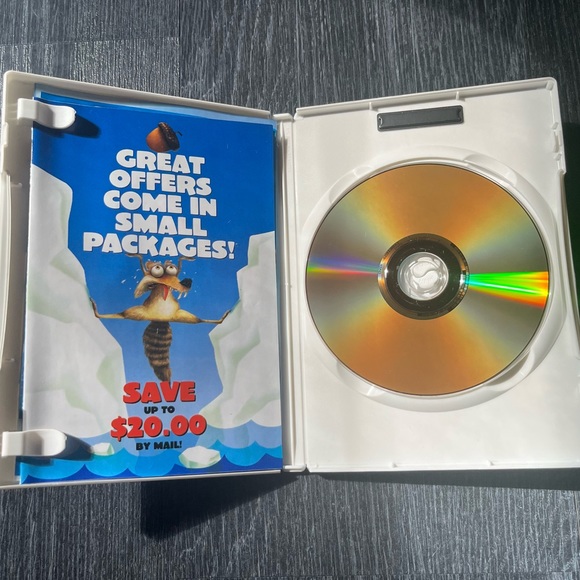 GREAT
OFFERS
COME IN
SMALL
PACKAGES!
SAVE
UP TO
$20.00
BY MAIL!